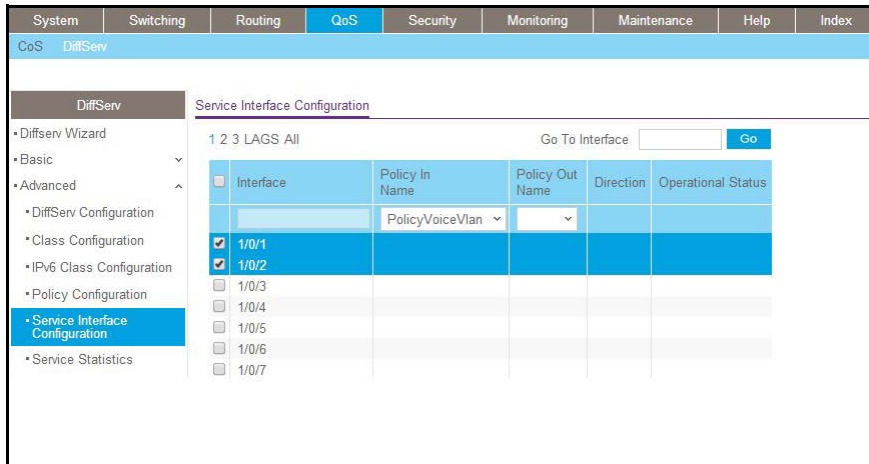 System Switching Routing QoS Security Monitoring Maintenance Help Index
CoS DiffServ
DiffServ
Diffserv Wizard
Basic
Advanced
DiffServ Configuration
Class Configuration
IPv6 Class Configuration
Policy Configuration
Service Interface
Configuration
Service Statistics
Service Interface Configuration
1 2 3 LAGS All Go To Interface Go
Interface Policy In Name Policy Out Name Direction Operational Status
PolicyVoiceVlan
1/0/1
1/0/2
1/0/3
1/0/4
1/0/5
1/0/6
1/0/7